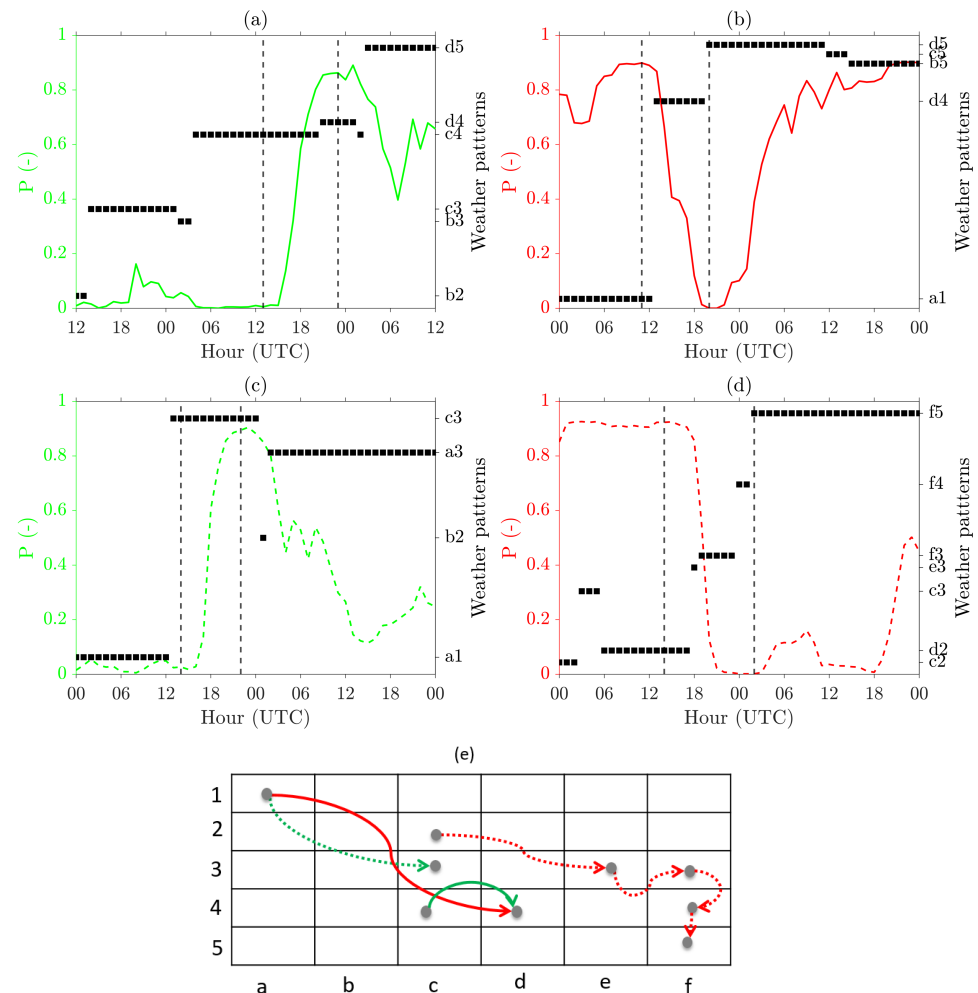 (a)
1
0.8
0.6
0.4
0.2
0
P (-)
d5
d4
c4
c3
b3
b2
Weather pattterns
12 18 00 06 12 18 00 06 12
Hour (UTC)
(b)
1
0.8
0.6
0.4
0.2
0
P (-)
d5
c5
b5
d4
a1
Weather pattterns
00 06 12 18 00 06 12 18 00
Hour (UTC)
(c)
1
0.8
0.6
0.4
0.2
0
P (-)
c3
a3
b2
a1
Weather pattterns
00 06 12 18 00 06 12 18 00
Hour (UTC)
(d)
1
0.8
0.6
0.4
0.2
0
P (-)
f5
f4
f3
e3
c3
d2
c2
Weather pattterns
00 06 12 18 00 06 12 18 00
Hour (UTC)
(e)
1
2
3
4
5
a b c d e f